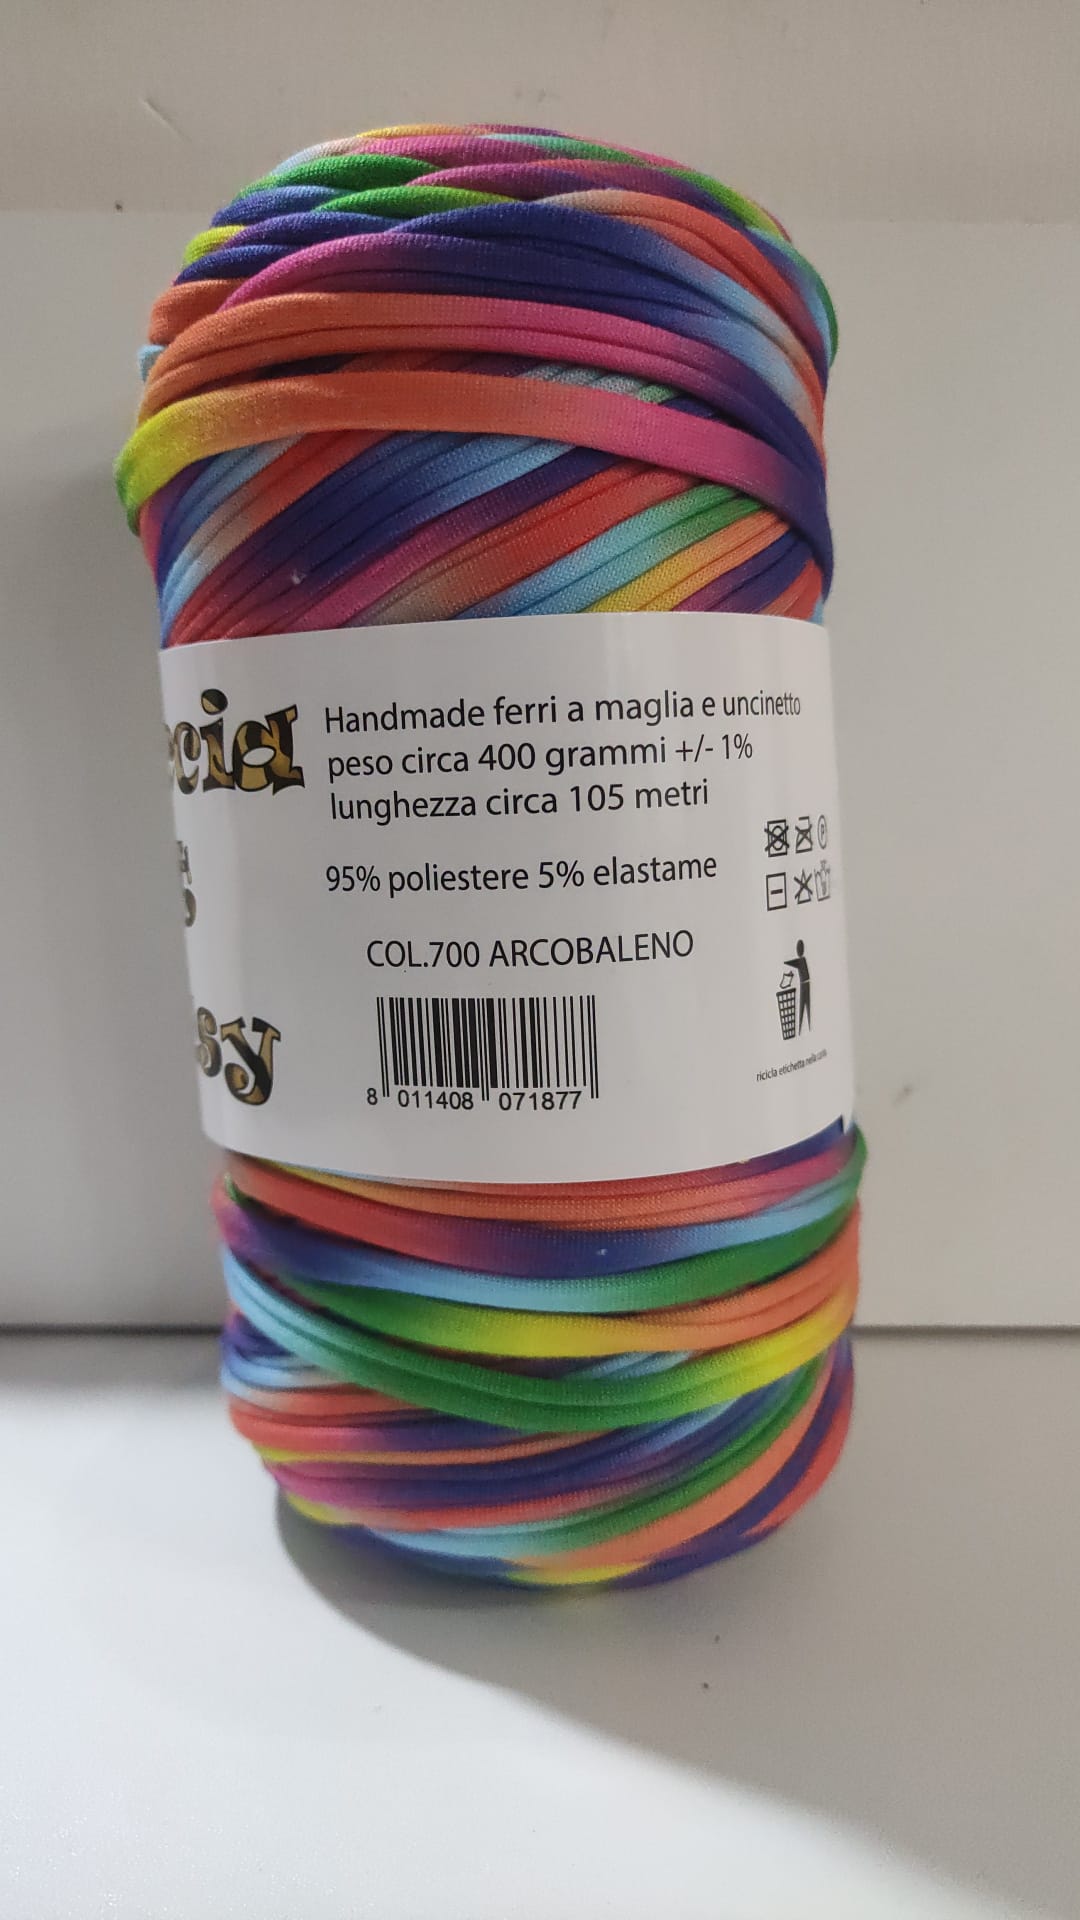 Handmade ferri a maglia e uncinetto
peso circa 400 grammi +/- 1%
lunghezza circa 105 metri
95% poliestere 5% elastame
COL.700 ARCOBALENO
8 011408 071877
ricicla etichetta nella carta